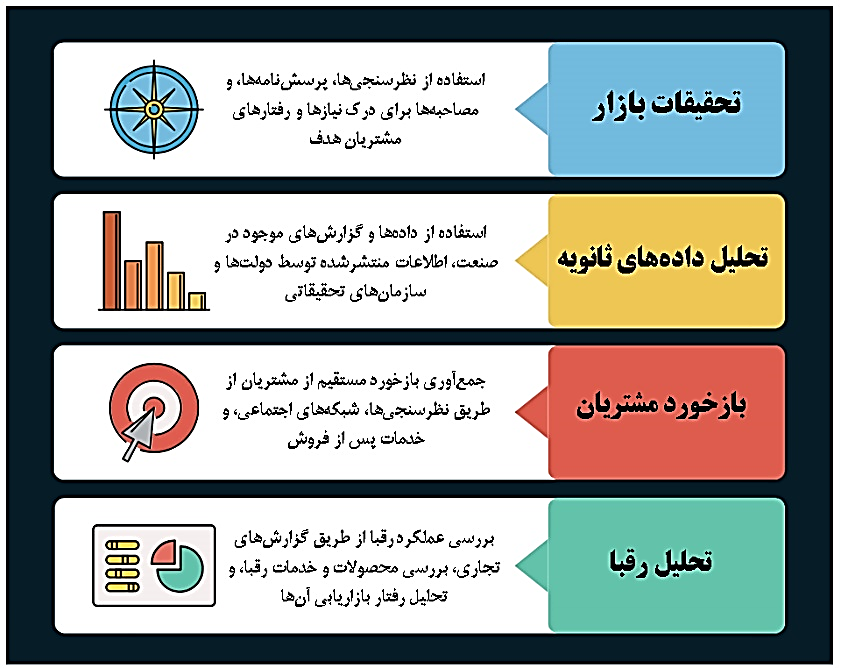 تحقیقات بازار
استفاده از نظرسنجی‌ها، پرسش‌نامه‌ها، و
مصاحبه‌ها برای درک نیازها و رفتارهای
مشتریان هدف
تحلیل داده‌های ثانویه
استفاده از داده‌ها و گزارش‌های موجود در
صنعت، اطلاعات منتشرشده توسط دولت‌ها و
سازمان‌های تحقیقاتی
بازخورد مشتریان
جمع‌آوری بازخورد مستقیم از مشتریان از
طریق نظرسنجی‌ها، شبکه‌های اجتماعی، و
خدمات پس از فروش
تحلیل رقبا
بررسی عملکرد رقبا از طریق گزارش‌های
تجاری، بررسی محصولات و خدمات رقبا، و
تحلیل رفتار بازاریابی آن‌ها